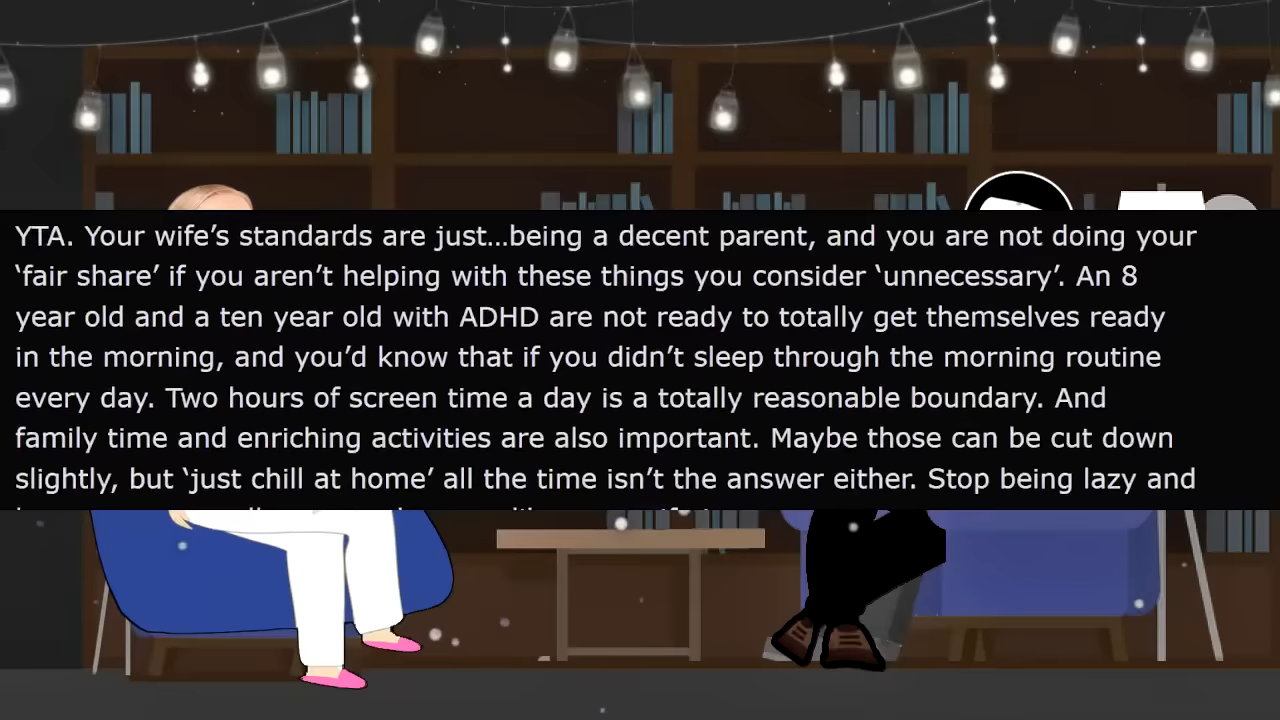 YTA. Your wife’s standards are just...being a decent parent, and you are not doing your
‘fair share’ if you aren’t helping with these things you consider ‘unnecessary’. An 8
year old and a ten year old with ADHD are not ready to totally get themselves ready
in the morning, and you’d know that if you didn’t sleep through the morning routine
every day. Two hours of screen time a day is a totally reasonable boundary. And
family time and enriching activities are also important. Maybe those can be cut down
slightly, but ‘just chill at home’ all the time isn’t the answer either. Stop being lazy and